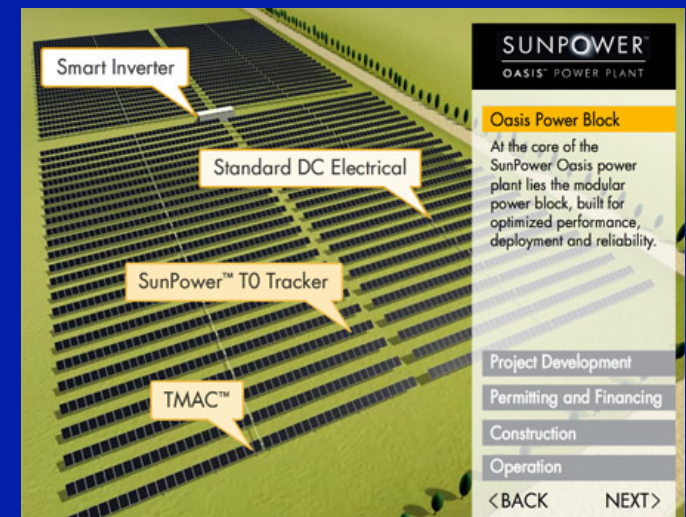 Smart Inverter
Standard DC Electrical
SunPower™ T0 Tracker
TMAC™
SUNPOWER™
OASIS™ POWER PLANT
Oasis Power Block
At the core of the
SunPower Oasis power
plant lies the modular
power block, built for
optimized performance,
deployment and reliability.
Project Development
Permitting and Financing
Construction
Operation
<BACK NEXT>